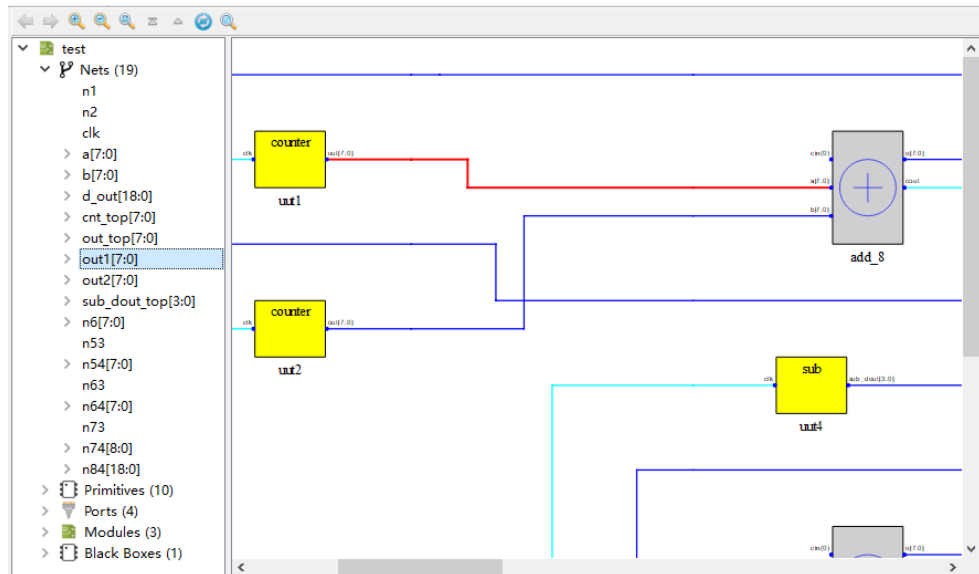 test
Nets (19)
n1
n2
clk
a[7:0]
b[7:0]
d_out[18:0]
cnt_top[7:0]
out_top[7:0]
out1[7:0]
out2[7:0]
sub_dout_top[3:0]
n6[7:0]
n53
n54[7:0]
n63
n64[7:0]
n73
n74[8:0]
n84[18:0]
Primitives (10)
Ports (4)
Modules (3)
Black Boxes (1)
counter
clk
out[7:0]
uut1
cin(0)
a[7:0]
b[7:0]
o[7:0]
cout
add_8
counter
clk
out[7:0]
uut2
sub
clk
sub_dout[3:0]
uut4
cin(0)
o[7:0]